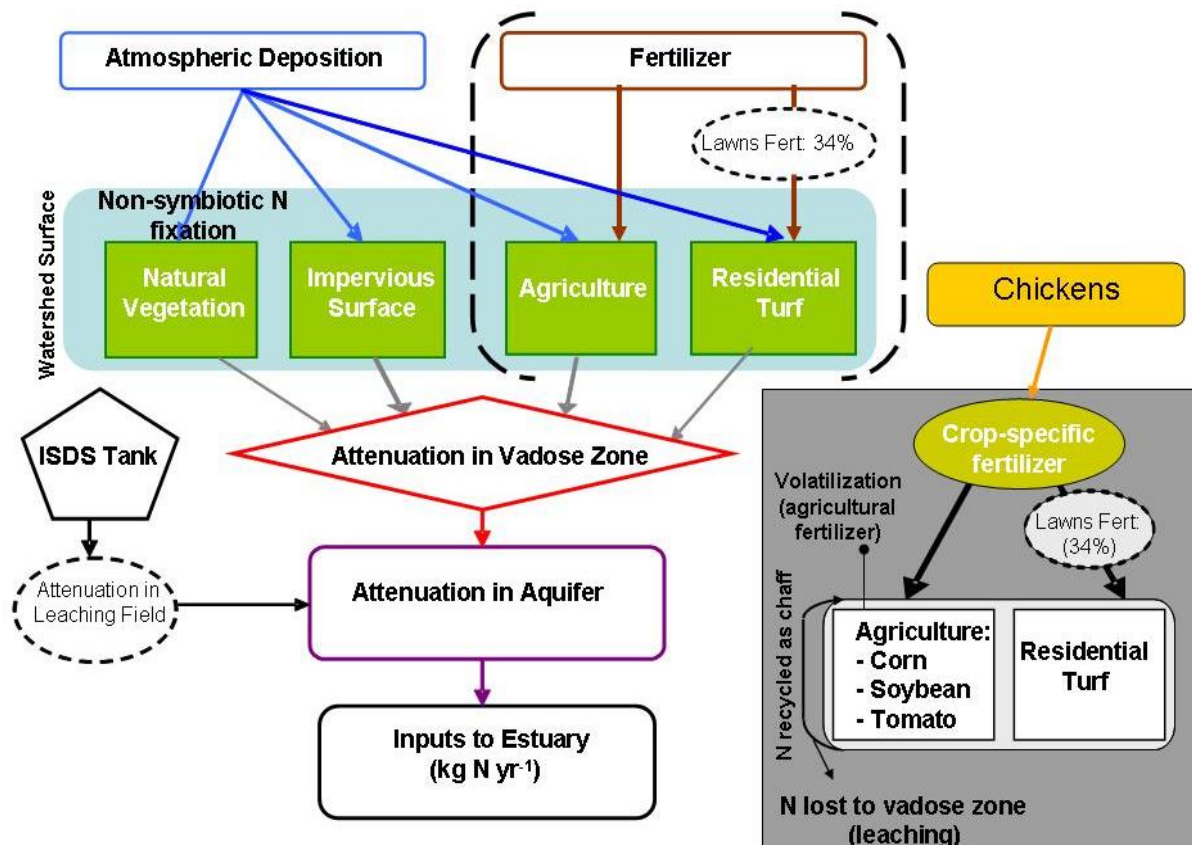 Atmospheric Deposition
Fertilizer
Lawns Fert: 34%
Watershed Surface
Non-symbiotic N
fixation
Natural
Vegetation
Impervious
Surface
Agriculture
Residential
Turf
Chickens
ISDS Tank
Attenuation in Vadose Zone
Attenuation in
Leaching Field
Attenuation in Aquifer
Inputs to Estuary
(kg N yr⁻¹)
Crop-specific
fertilizer
Volatilization
(agricultural
fertilizer)
Lawns Fert:
(34%)
N recycled as chaff
Agriculture:
- Corn
- Soybean
- Tomato
Residential
Turf
N lost to vadose zone
(leaching)